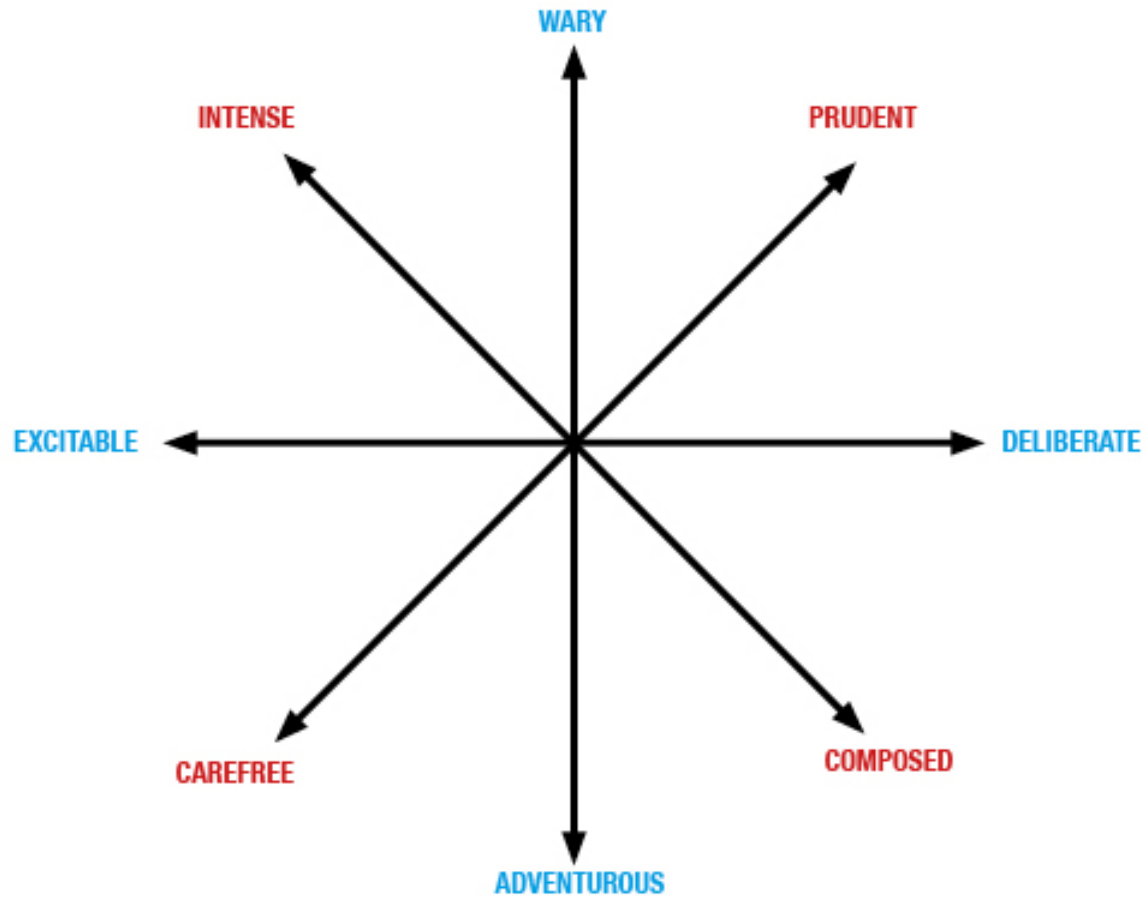 WARY
INTENSE
PRUDENT
EXCITABLE
DELIBERATE
CAREFREE
COMPOSED
ADVENTUROUS